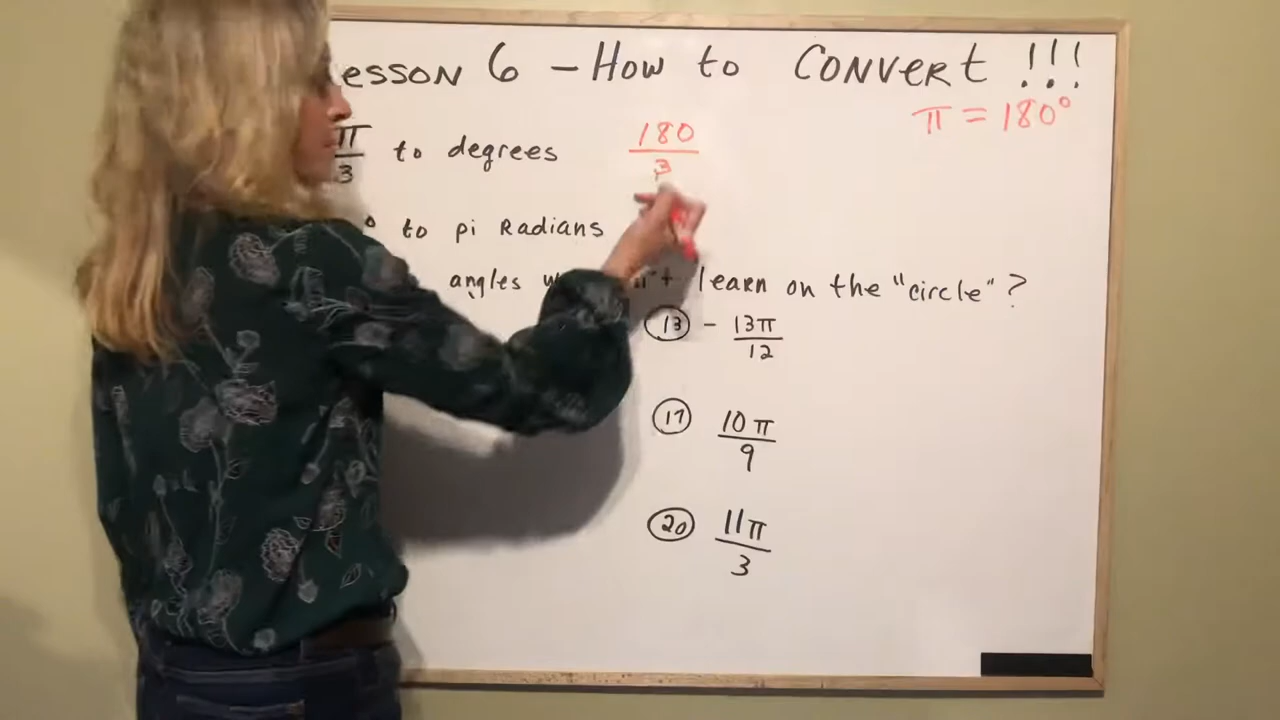 esson 6 - How to Convert !!!
π = 180°
π/3 to degrees 180/3
° to pi Radians
angles learn on the "circle" ?
13 - 13π/12
17 10π/9
20 11π/3